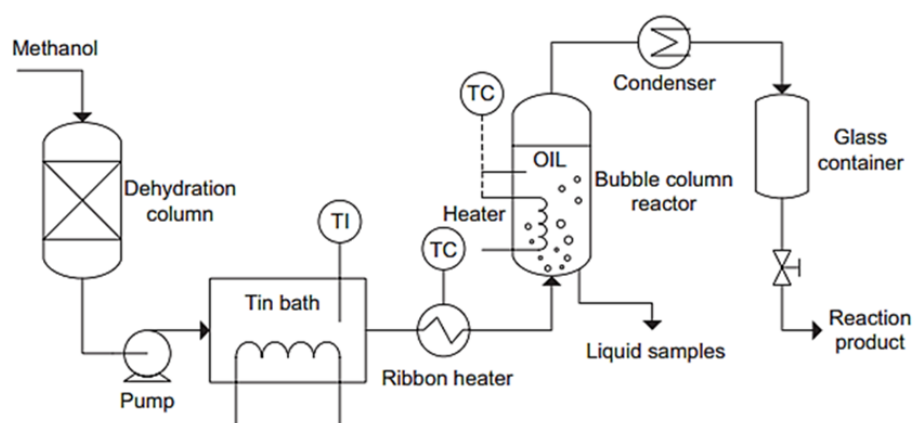 Methanol
Dehydration
column
Pump
TI
Tin bath
TC
Ribbon heater
TC
Heater
OIL
Bubble column
reactor
Liquid samples
Condenser
Glass
container
Reaction
product